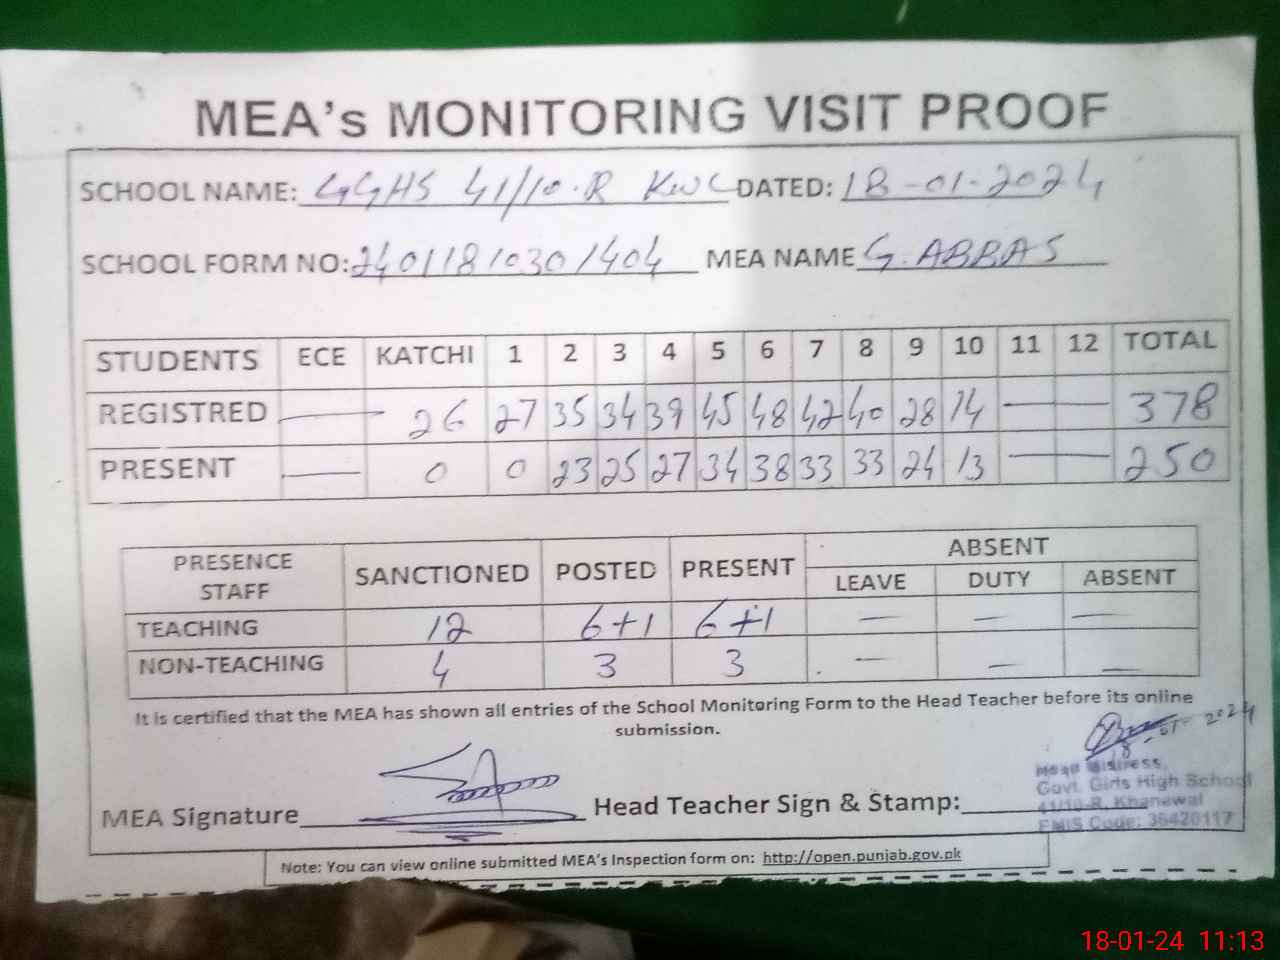 MEA's MONITORING VISIT PROOF
SCHOOL NAME: GGHS 41/10.R KWL DATED: 18-01-2024
SCHOOL FORM NO: 24011810301404 MEA NAME G. ABBAS
STUDENTS ECE KATCHI 1 2 3 4 5 6 7 8 9 10 11 12 TOTAL
REGISTRED — 26 27 35 34 39 45 48 42 40 28 14 — — 378
PRESENT — 0 0 23 25 27 34 38 33 33 24 13 — — 250
PRESENCE STAFF SANCTIONED POSTED PRESENT ABSENT
LEAVE DUTY ABSENT
TEACHING 12 6+1 6+1 — — —
NON-TEACHING 4 3 3 — — —
It is certified that the MEA has shown all entries of the School Monitoring Form to the Head Teacher before its online
submission.
18-01-2024
MEA Signature Head Teacher Sign & Stamp:
Head Mistress,
Govt. Girls High School
41/10-R, Khanewal
EMIS Code: 36420117
Note: You can view online submitted MEA's Inspection form on: http://open.punjab.gov.pk
18-01-24 11:13